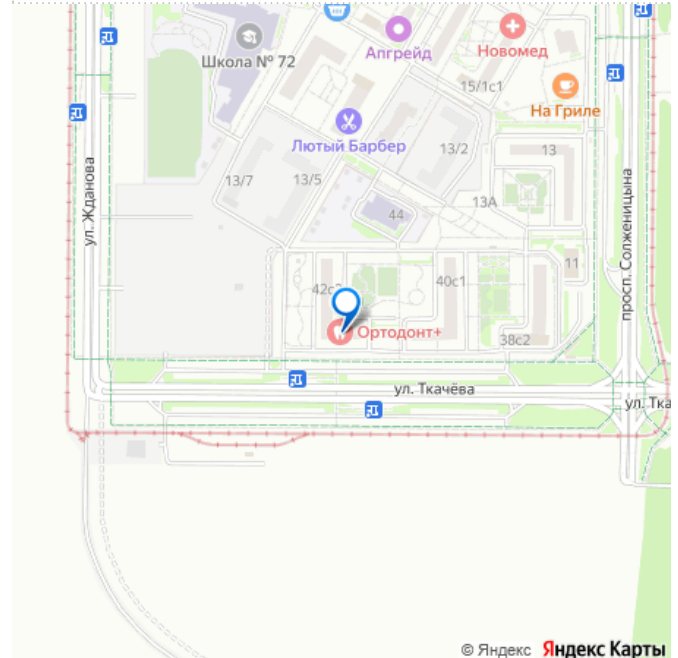 Школа № 72
Апгрейд
Новомед
15/1с1
На Гриле
Лютый Барбер
13/2
13
13/7
13/5
13А
44
ул. Жданова
просп. Солженицына
11
40с1
Ортодонт+
38с2
ул. Ткачёва
ул. Тка
© Яндекс Яндекс Карты